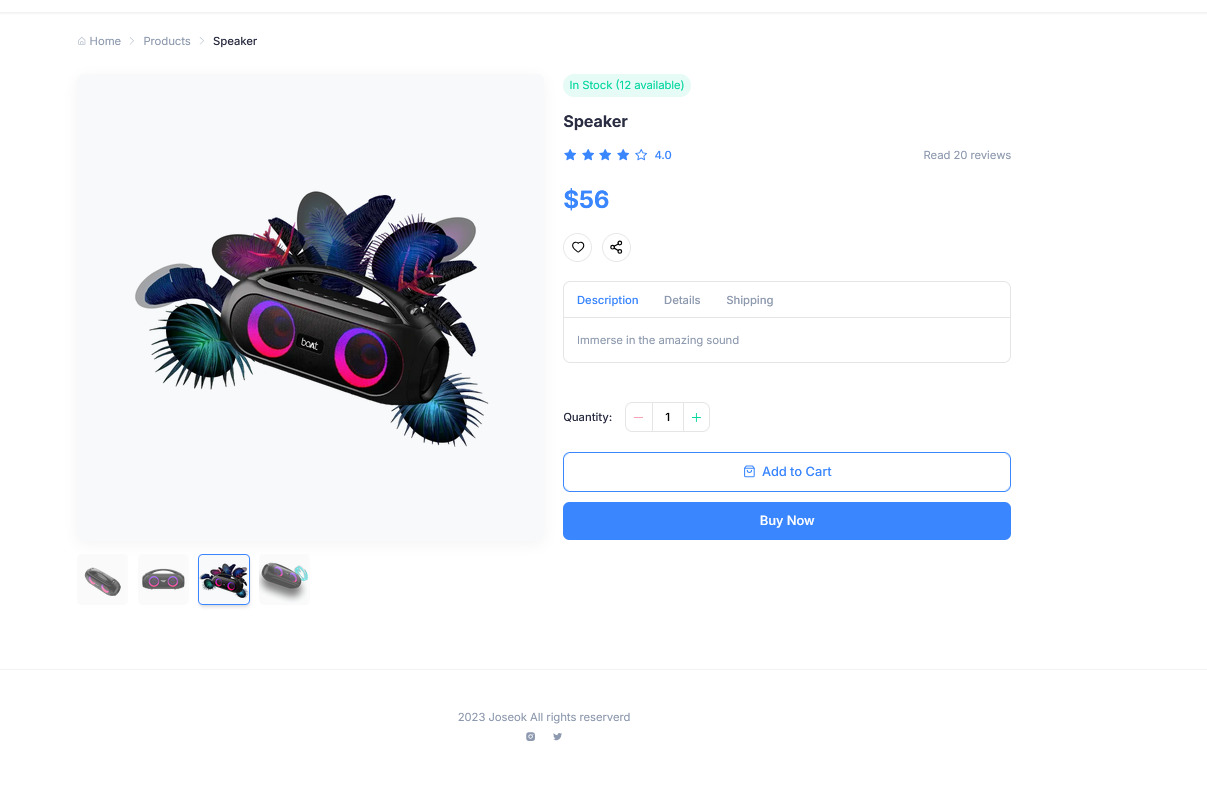 Home
Products
Speaker
In Stock (12 available)
Speaker
4.0
Read 20 reviews
$56
Description
Details
Shipping
Immerse in the amazing sound
boAt
Quantity:
1
Add to Cart
Buy Now
2023 Joseok All rights reserverd